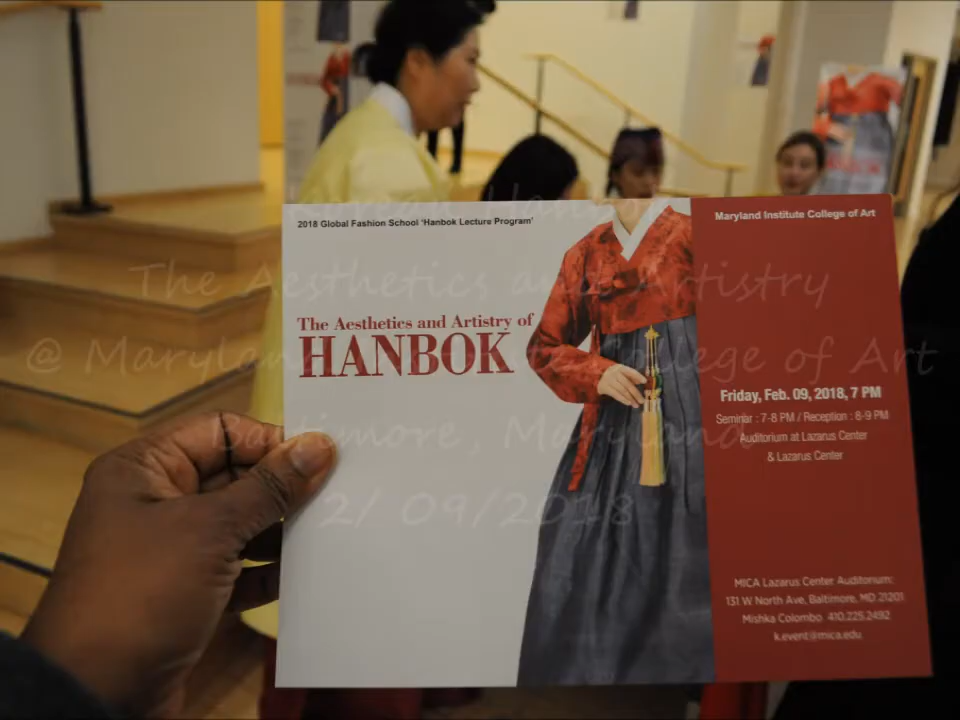 2018 Global Fashion School 'Hanbok Lecture Program'
Maryland Institute College of Art
The Aesthetics and Artistry of
HANBOK
Friday, Feb. 09, 2018, 7 PM
Seminar : 7-8 PM / Reception : 8-9 PM
Auditorium at Lazarus Center
& Lazarus Center
MICA Lazarus Center Auditorium:
131 W North Ave, Baltimore, MD 21201
Mishka Colombo 410.225.2492
k.event@mica.edu
HANBOK
The Aesthetics and Artistry
@ Maryland Institute College of Art
Baltimore, Maryland
2/ 09/2018